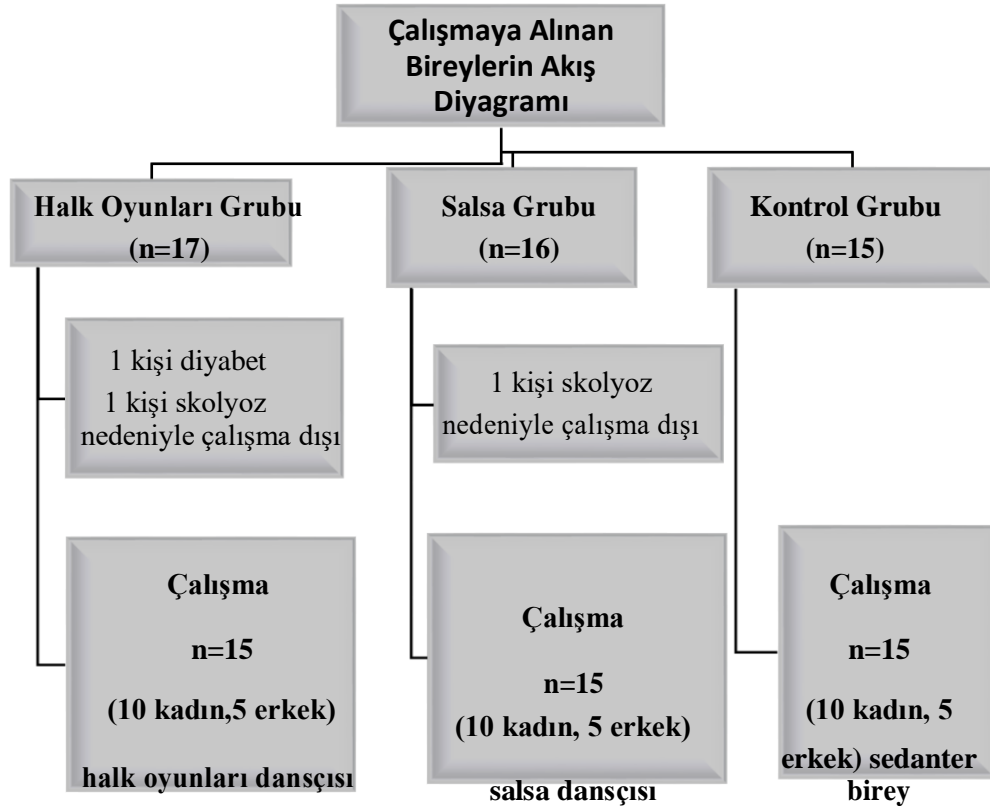 Çalışmaya Alınan
Bireylerin Akış
Diyagramı
Halk Oyunları Grubu
(n=17)
Salsa Grubu
(n=16)
Kontrol Grubu
(n=15)
1 kişi diyabet
1 kişi skolyoz
nedeniyle çalışma dışı
1 kişi skolyoz
nedeniyle çalışma dışı
Çalışma
n=15
(10 kadın,5 erkek)
halk oyunları dansçısı
Çalışma
n=15
(10 kadın, 5 erkek)
salsa dansçısı
Çalışma
n=15
(10 kadın, 5
erkek) sedanter
birey